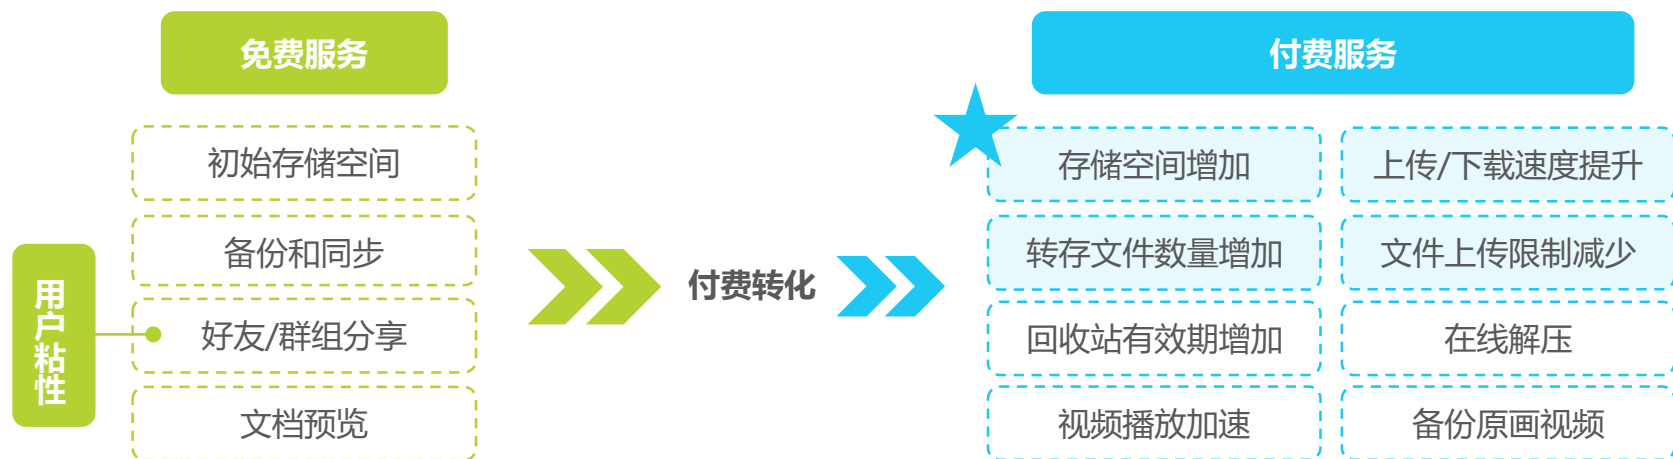 免费服务
付费服务
初始存储空间
备份和同步
好友/群组分享
文档预览
用户粘性
付费转化
存储空间增加
上传/下载速度提升
转存文件数量增加
文件上传限制减少
回收站有效期增加
在线解压
视频播放加速
备份原画视频